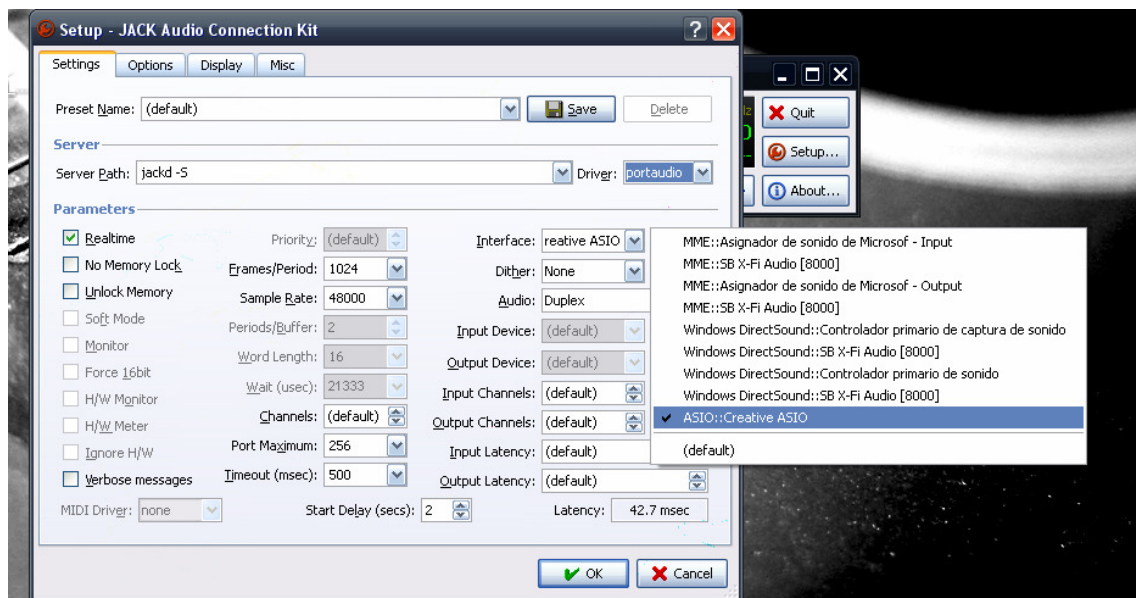 Setup - JACK Audio Connection Kit
Settings Options Display Misc
Preset Name: (default) Save Delete
Server
Server Path: jackd -S Driver: portaudio
Parameters
Realtime Priority: (default) Interface: reative ASIO
No Memory Lock Frames/Period: 1024 Dither: None
Unlock Memory Sample Rate: 48000 Audio: Duplex
Soft Mode Periods/Buffer: 2 Input Device: (default)
Monitor Word Length: 16 Output Device: (default)
Force 16bit Wait (usec): 21333 Input Channels: (default)
H/W Monitor Channels: (default) Output Channels: (default)
H/W Meter Port Maximum: 256 Input Latency: (default)
Ignore H/W Timeout (msec): 500 Output Latency: (default)
Verbose messages
MIDI Driver: none Start Delay (secs): 2 Latency: 42.7 msec
OK Cancel
Quit
Setup...
About...
MME::Asignador de sonido de Microsof - Input
MME::SB X-Fi Audio [8000]
MME::Asignador de sonido de Microsof - Output
MME::SB X-Fi Audio [8000]
Windows DirectSound::Controlador primario de captura de sonido
Windows DirectSound::SB X-Fi Audio [8000]
Windows DirectSound::Controlador primario de sonido
Windows DirectSound::SB X-Fi Audio [8000]
ASIO::Creative ASIO
(default)